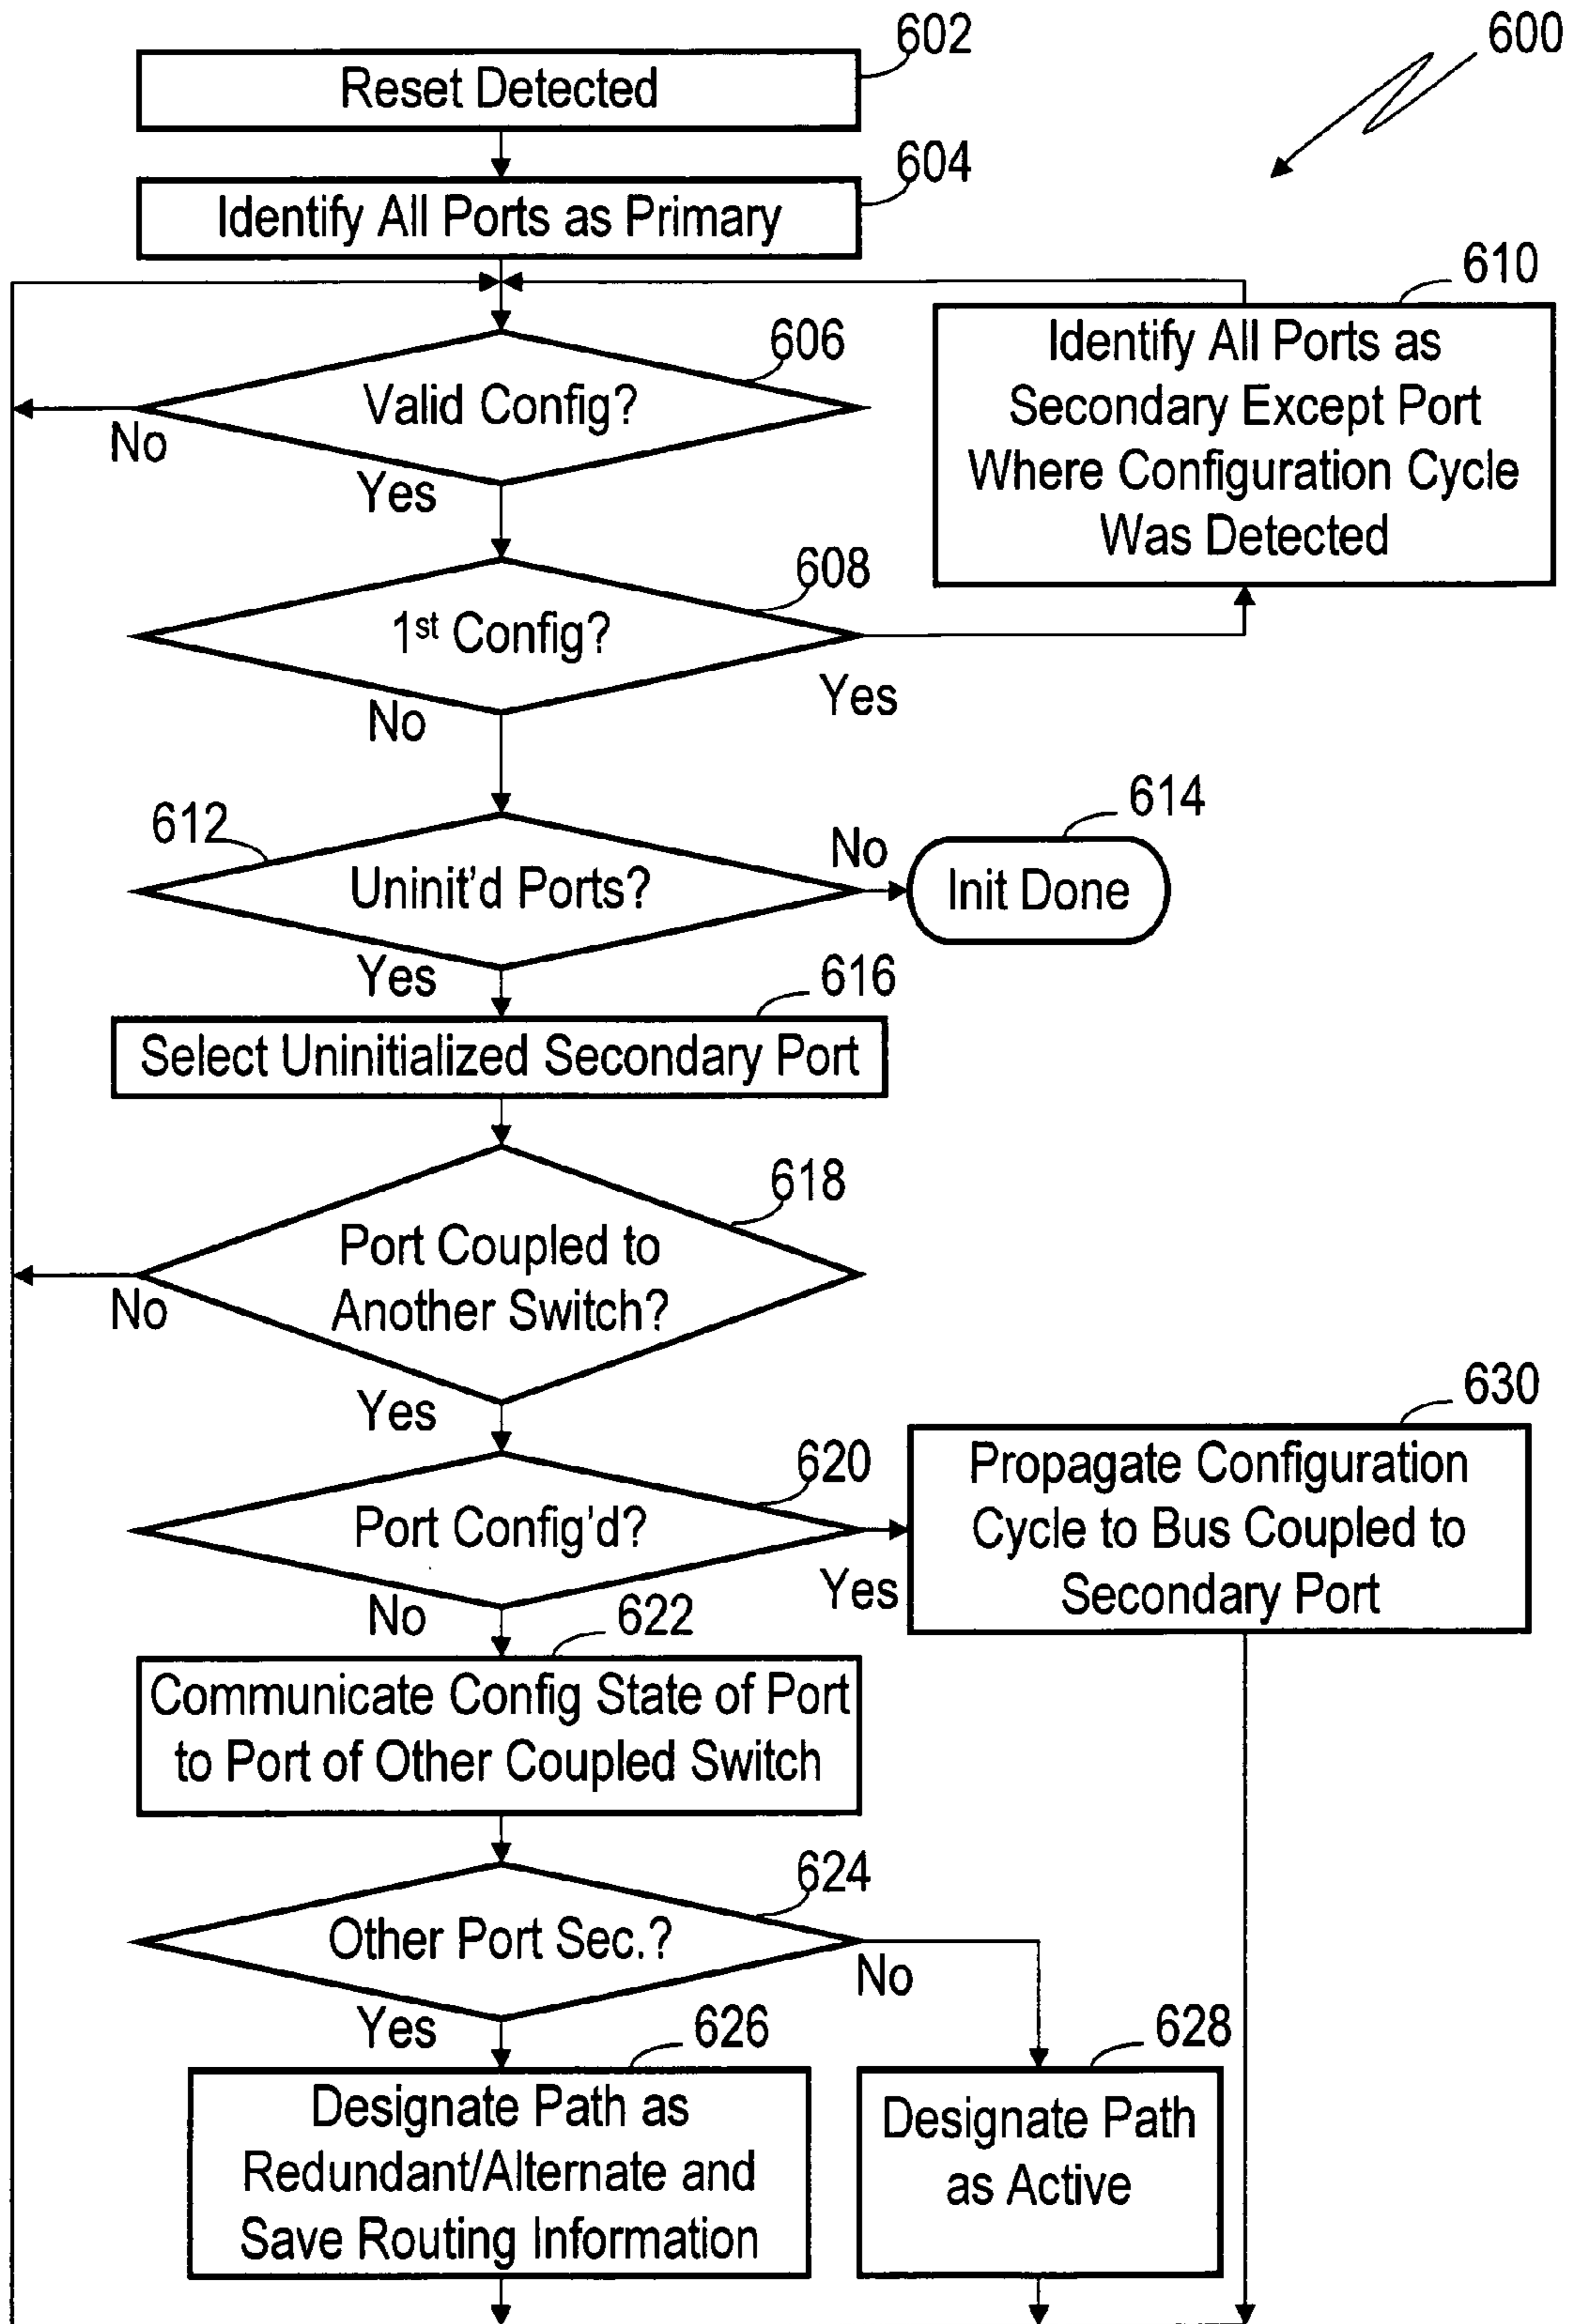 602
600
Reset Detected
604
Identify All Ports as Primary
610
Identify All Ports as
Secondary Except Port
Where Configuration Cycle
Was Detected
606
Valid Config?
No
Yes
608
1st Config?
Yes
No
612
Uninit'd Ports?
No
614
Init Done
Yes
616
Select Uninitialized Secondary Port
618
Port Coupled to
Another Switch?
No
Yes
620
Port Config'd?
Yes
No
630
Propagate Configuration
Cycle to Bus Coupled to
Secondary Port
622
Communicate Config State of Port
to Port of Other Coupled Switch
624
Other Port Sec.?
No
Yes
626
Designate Path as
Redundant/Alternate and
Save Routing Information
628
Designate Path
as Active